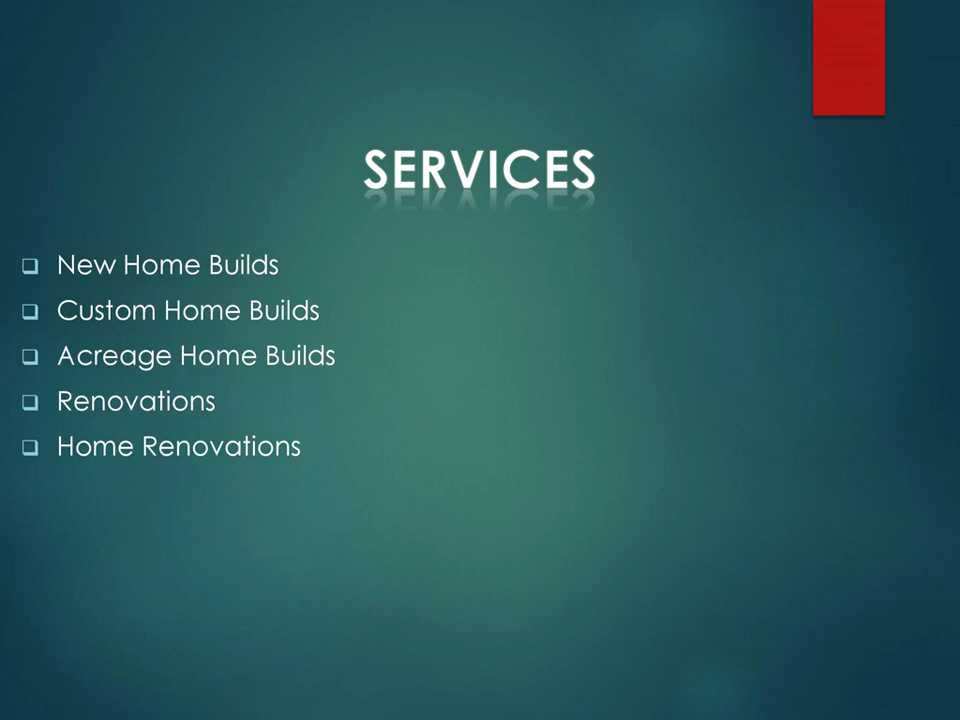 SERVICES
New Home Builds
Custom Home Builds
Acreage Home Builds
Renovations
Home Renovations